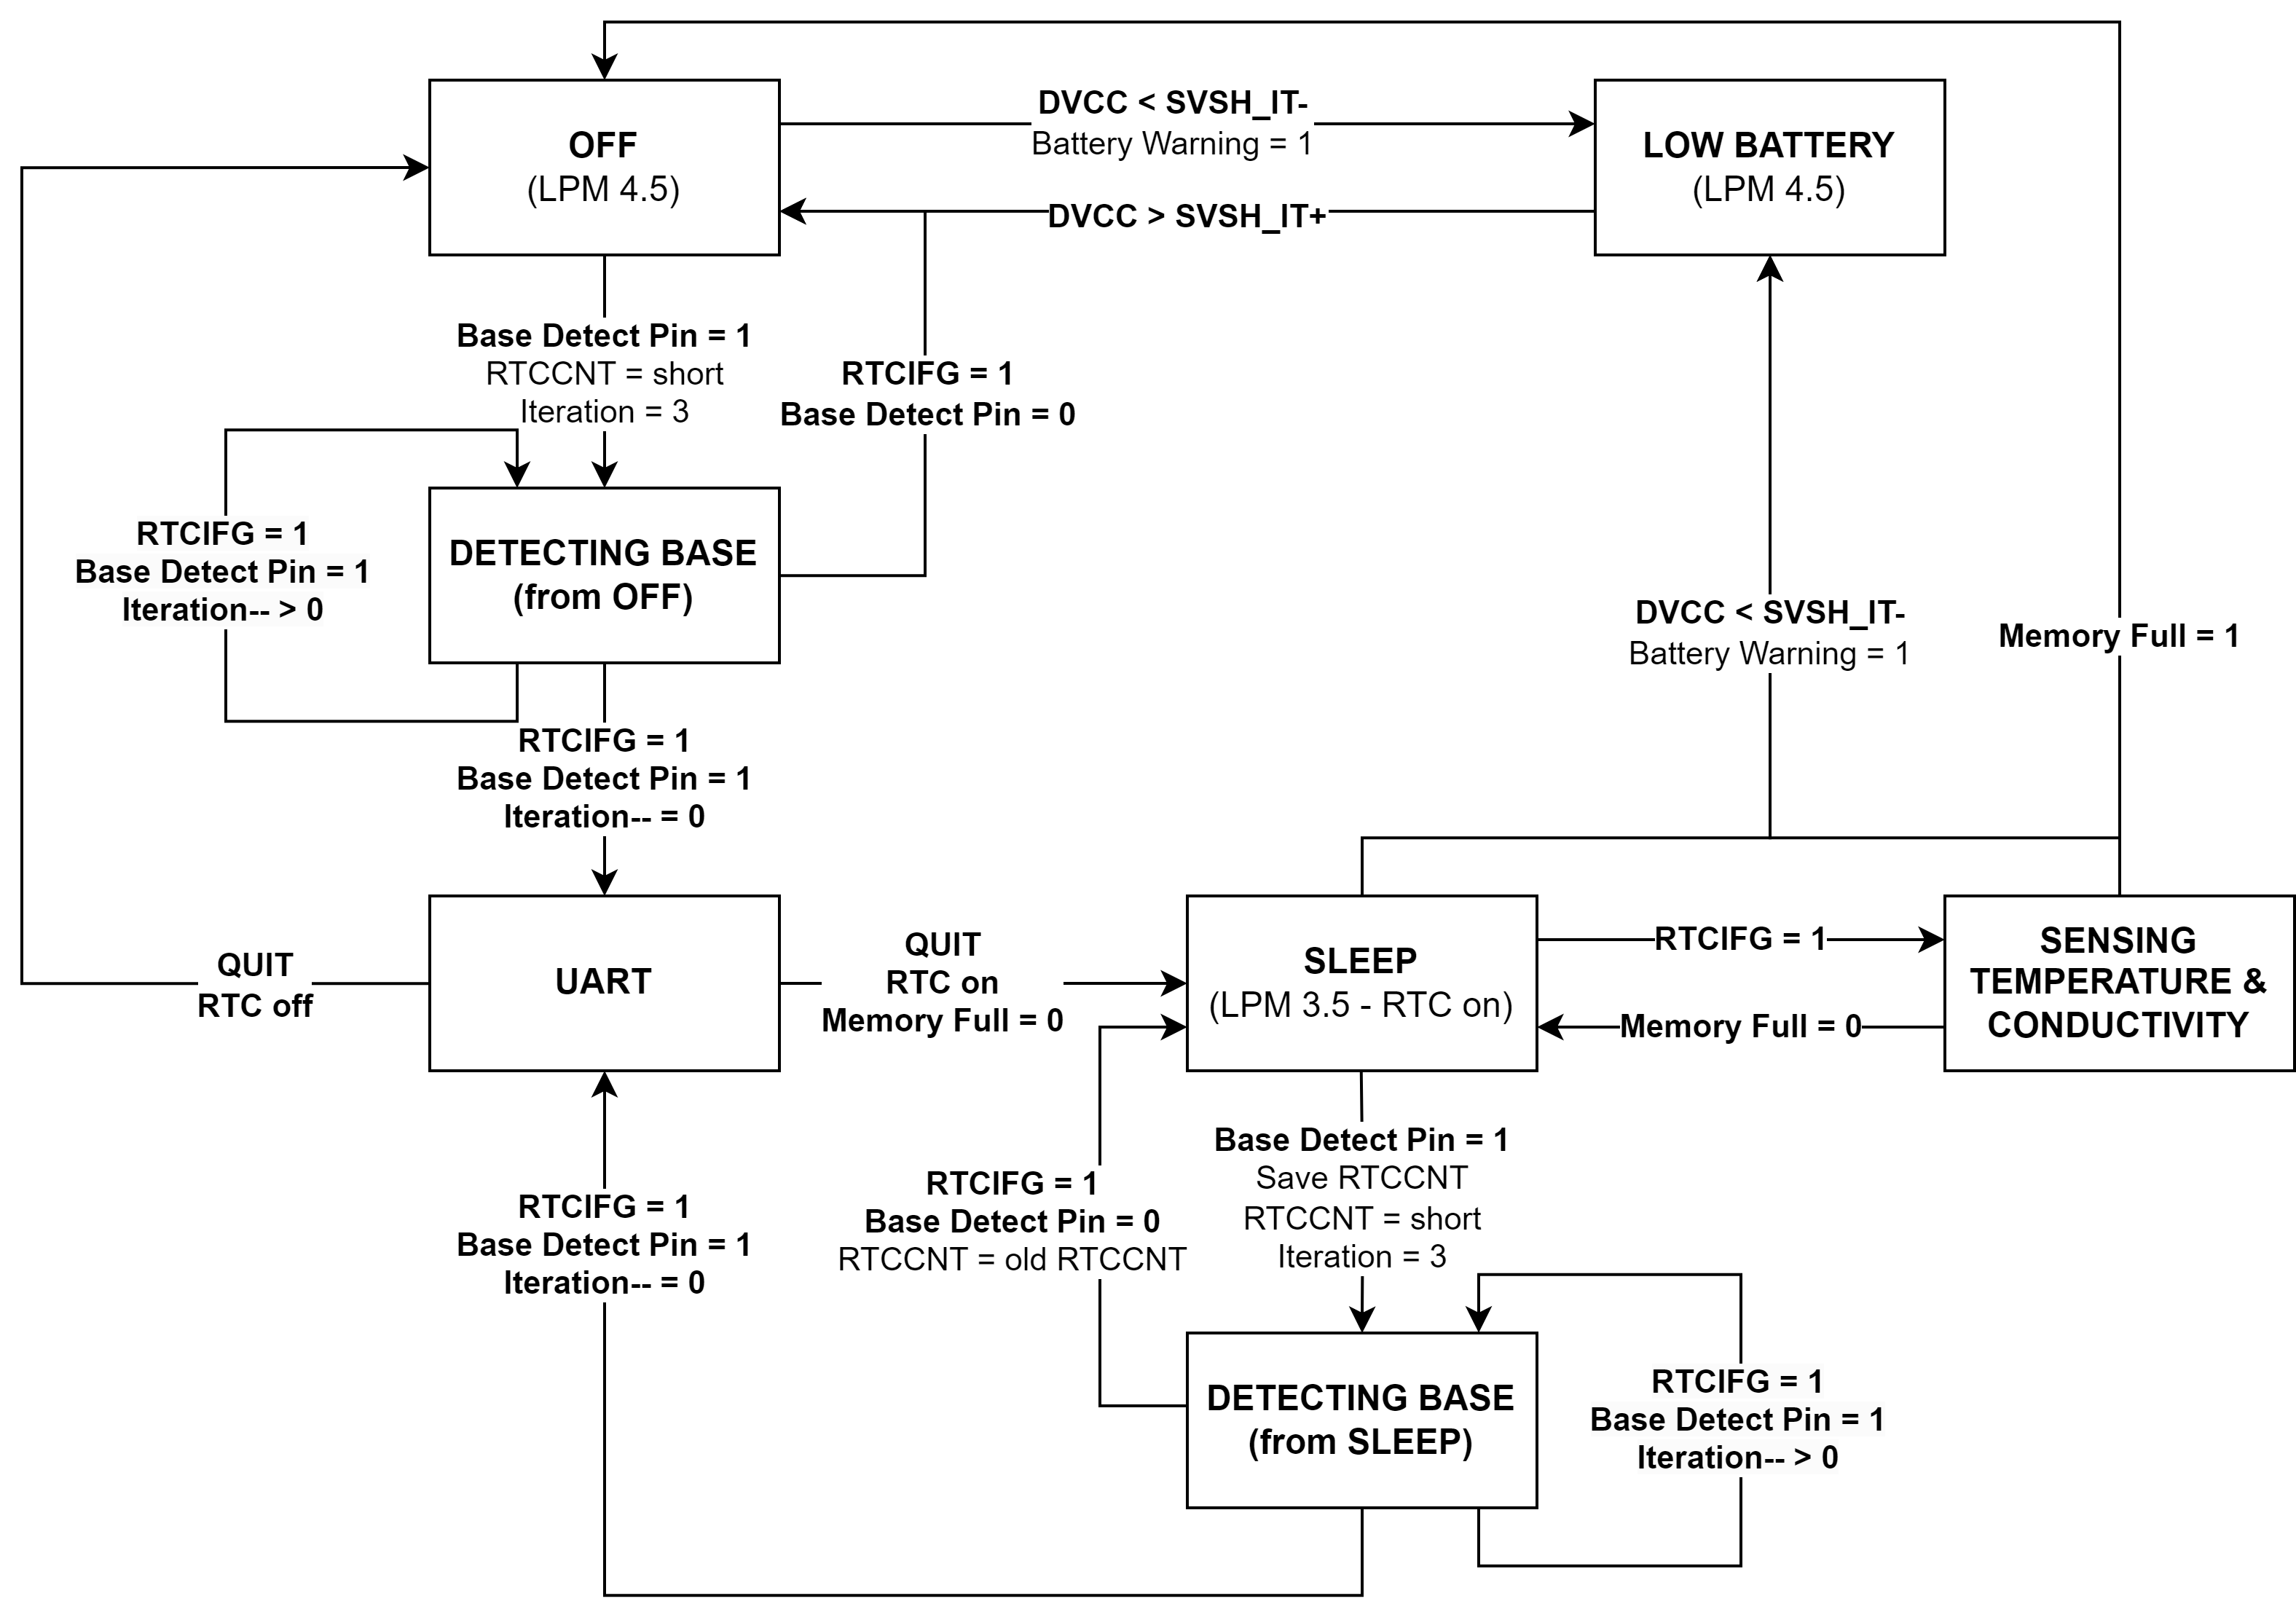 OFF
(LPM 4.5)
DVCC < SVSH_IT-
Battery Warning = 1
LOW BATTERY
(LPM 4.5)
DVCC > SVSH_IT+
Base Detect Pin = 1
RTCCNT = short
Iteration = 3
RTCIFG = 1
Base Detect Pin = 0
RTCIFG = 1
Base Detect Pin = 1
Iteration-- > 0
DETECTING BASE
(from OFF)
DVCC < SVSH_IT-
Battery Warning = 1
Memory Full = 1
RTCIFG = 1
Base Detect Pin = 1
Iteration-- = 0
QUIT
RTC off
UART
QUIT
RTC on
Memory Full = 0
SLEEP
(LPM 3.5 - RTC on)
RTCIFG = 1
Memory Full = 0
SENSING
TEMPERATURE &
CONDUCTIVITY
RTCIFG = 1
Base Detect Pin = 1
Iteration-- = 0
RTCIFG = 1
Base Detect Pin = 0
RTCCNT = old RTCCNT
Base Detect Pin = 1
Save RTCCNT
RTCCNT = short
Iteration = 3
DETECTING BASE
(from SLEEP)
RTCIFG = 1
Base Detect Pin = 1
Iteration-- > 0